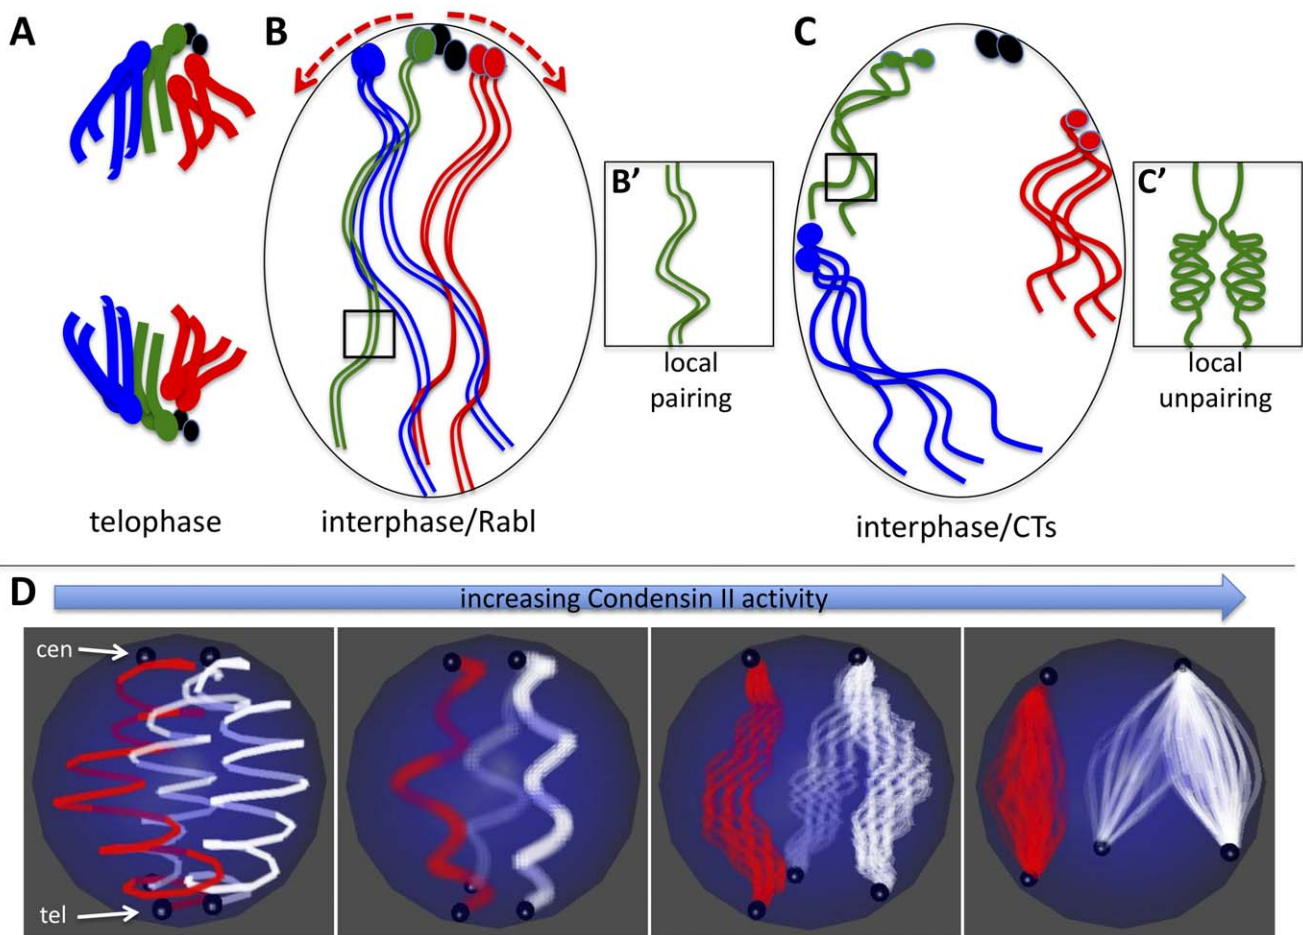 A
B
C
B'
local
pairing
C'
local
unpairing
telophase
interphase/Rabl
interphase/CTs
D
increasing Condensin II activity
cen
tel